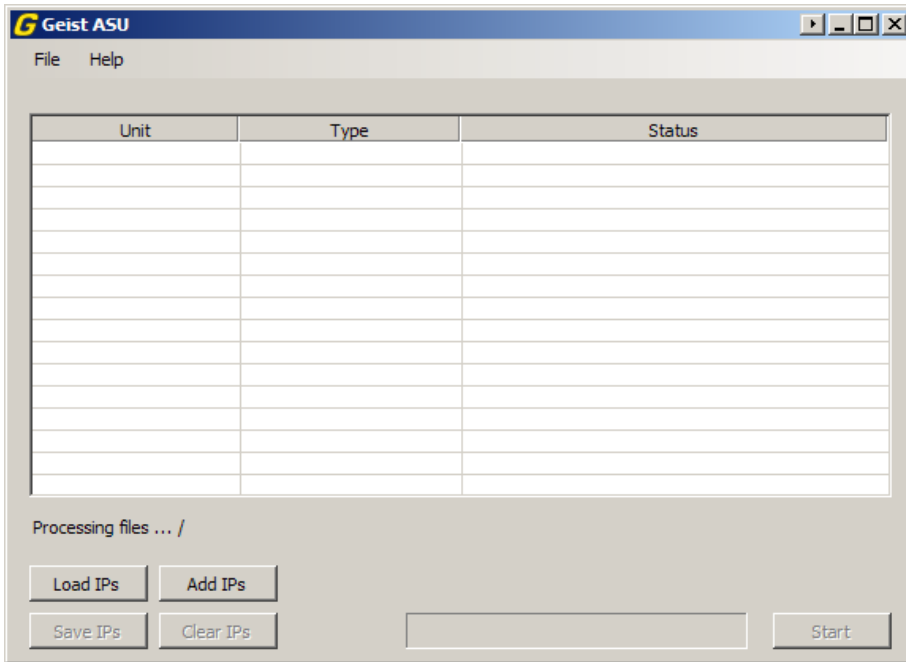 G Geist ASU
File Help
Unit Type Status
Processing files ... /
Load IPs Add IPs
Save IPs Clear IPs Start